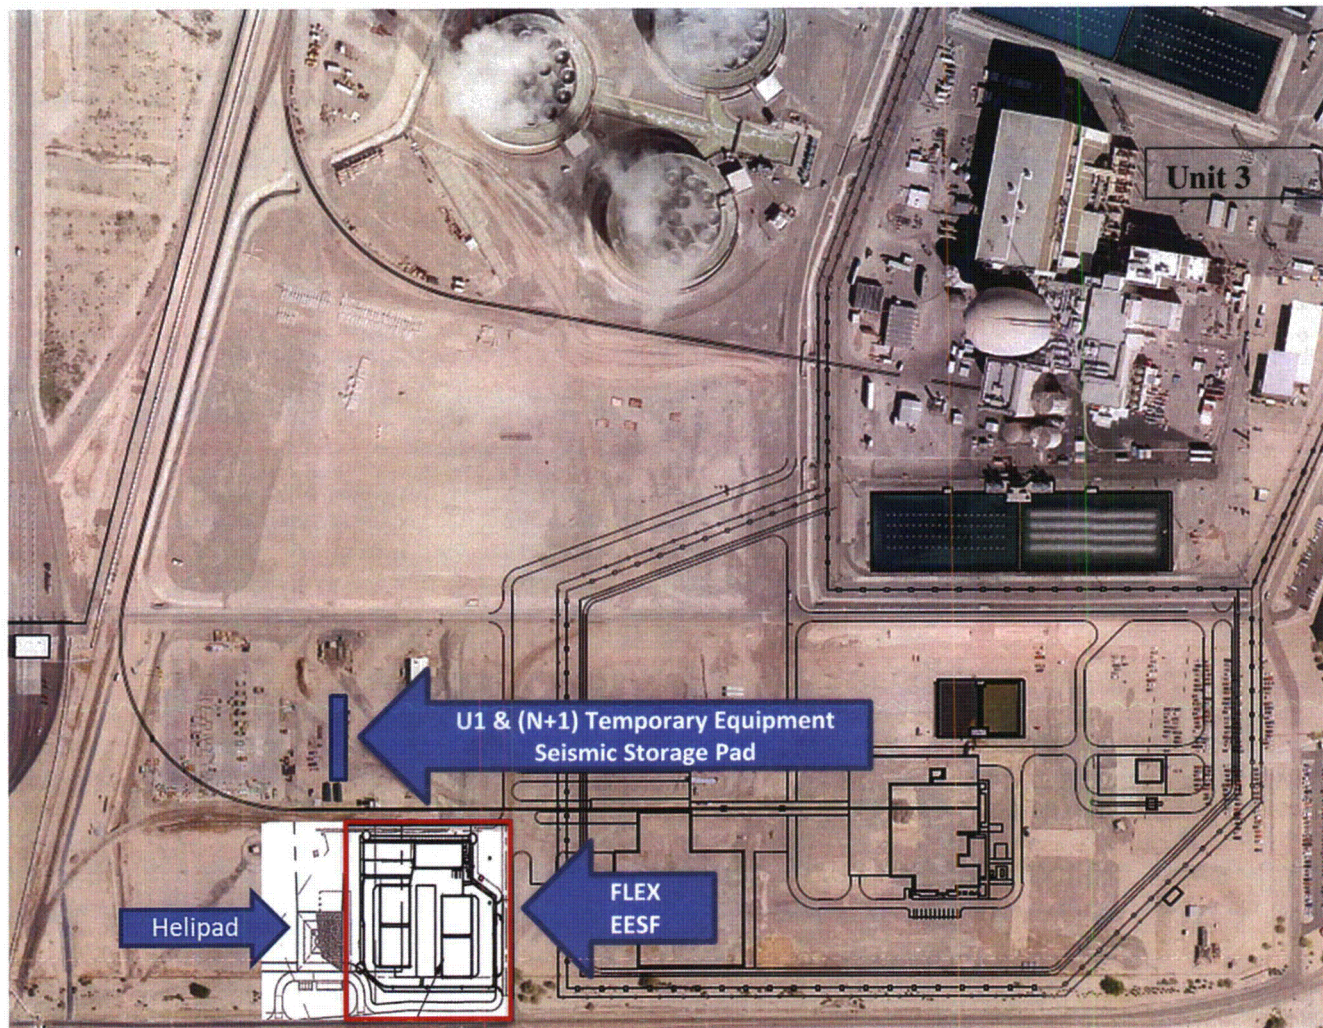 Unit 3
U1 & (N+1) Temporary Equipment
Seismic Storage Pad
FLEX
EESF
Helipad